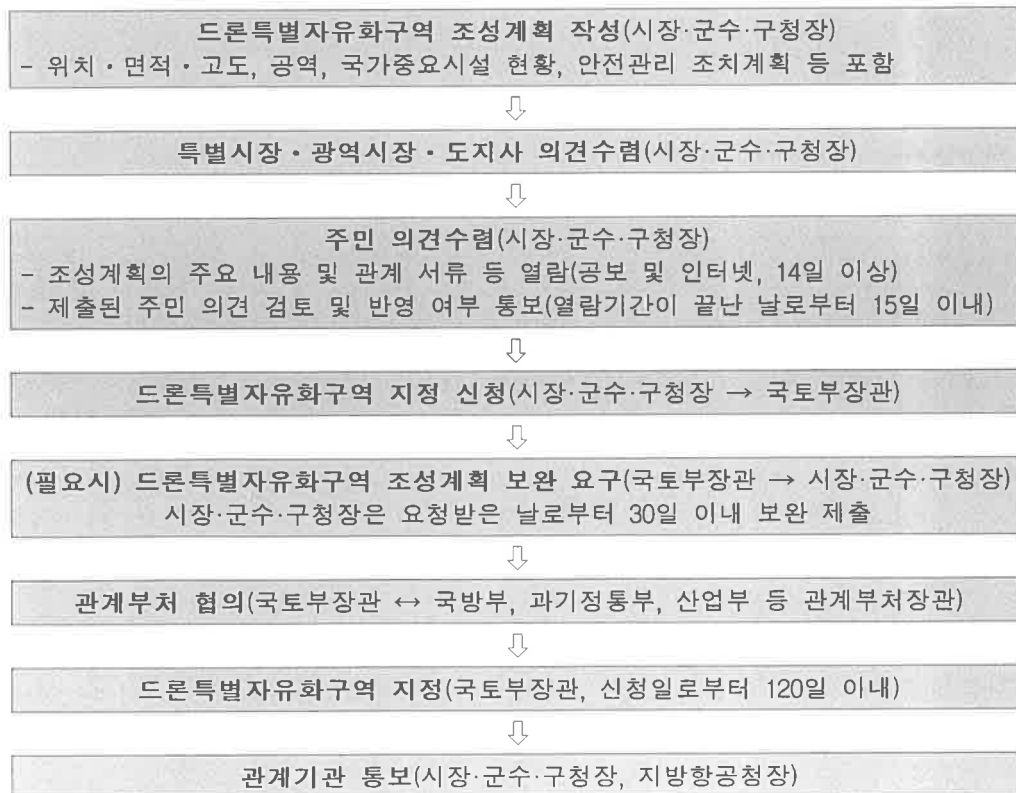 드론특별자유화구역 조성계획 작성(시장·군수·구청장)
- 위치・면적・고도, 공역, 국가중요시설 현황, 안전관리 조치계획 등 포함
⇩
특별시장・광역시장・도지사 의견수렴(시장·군수·구청장)
⇩
주민 의견수렴(시장·군수·구청장)
- 조성계획의 주요 내용 및 관계 서류 등 열람(공보 및 인터넷, 14일 이상)
- 제출된 주민 의견 검토 및 반영 여부 통보(열람기간이 끝난 날로부터 15일 이내)
⇩
드론특별자유화구역 지정 신청(시장·군수·구청장 → 국토부장관)
⇩
(필요시) 드론특별자유화구역 조성계획 보완 요구(국토부장관 → 시장·군수·구청장)
시장·군수·구청장은 요청받은 날로부터 30일 이내 보완 제출
⇩
관계부처 협의(국토부장관 ↔ 국방부, 과기정통부, 산업부 등 관계부처장관)
⇩
드론특별자유화구역 지정(국토부장관, 신청일로부터 120일 이내)
⇩
관계기관 통보(시장·군수·구청장, 지방항공청장)